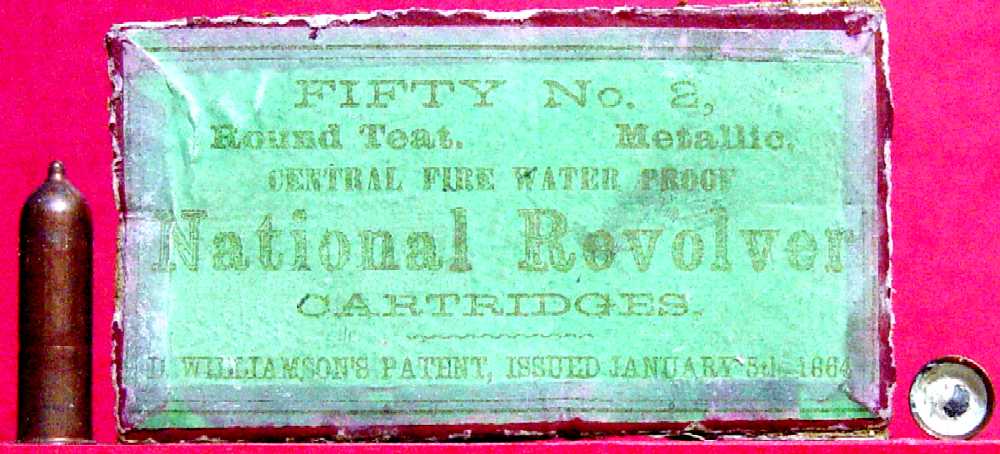 FIFTY No. 2,
Round Teat. Metallic.
CENTRAL FIRE WATER PROOF
National Revolver
CARTRIDGES.
D. WILLIAMSON'S PATENT, ISSUED JANUARY 5th 1864